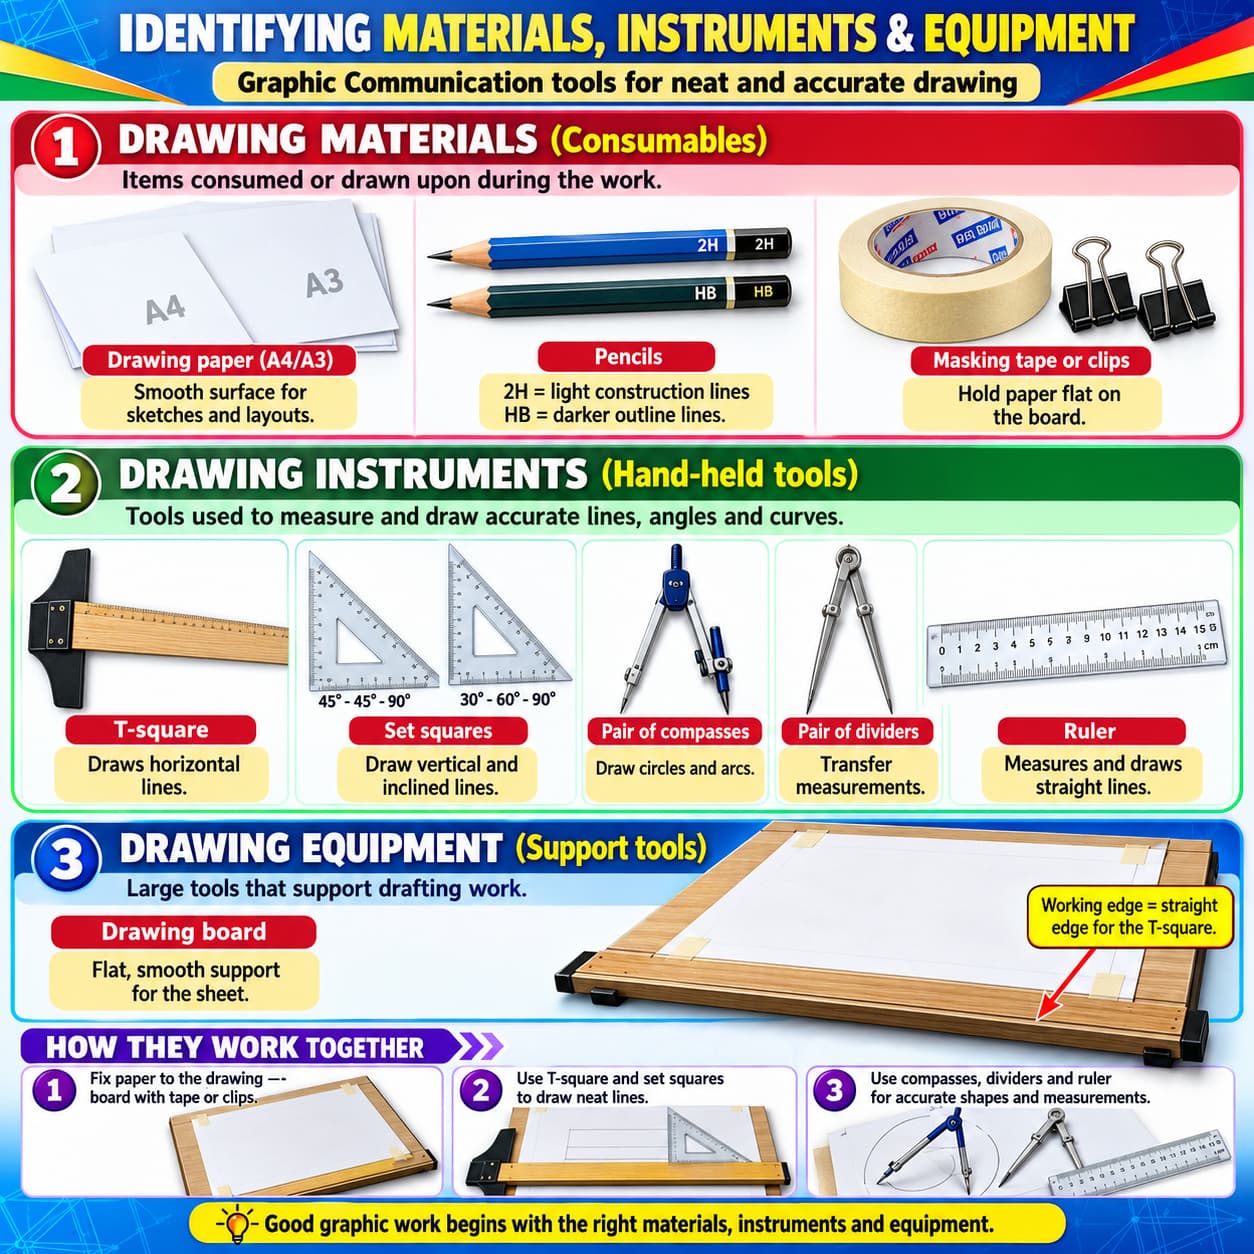 IDENTIFYING MATERIALS, INSTRUMENTS & EQUIPMENT
Graphic Communication tools for neat and accurate drawing
1 DRAWING MATERIALS (Consumables)
Items consumed or drawn upon during the work.
A4
A3
2H 2H
HB HB
Drawing paper (A4/A3)
Smooth surface for
sketches and layouts.
Pencils
2H = light construction lines
HB = darker outline lines.
Masking tape or clips
Hold paper flat on
the board.
2 DRAWING INSTRUMENTS (Hand-held tools)
Tools used to measure and draw accurate lines, angles and curves.
45° - 45° - 90°
30° - 60° - 90°
0 1 2 3 4 5 7 8 9 10 11 12 13 14 15
cm
T-square
Draws horizontal
lines.
Set squares
Draw vertical and
inclined lines.
Pair of compasses
Draw circles and arcs.
Pair of dividers
Transfer
measurements.
Ruler
Measures and draws
straight lines.
3 DRAWING EQUIPMENT (Support tools)
Large tools that support drafting work.
Drawing board
Flat, smooth support
for the sheet.
Working edge = straight
edge for the T-square.
HOW THEY WORK TOGETHER
1 Fix paper to the drawing —--
board with tape or clips.
2 Use T-square and set squares
to draw neat lines.
3 Use compasses, dividers and ruler
for accurate shapes and measurements.
Good graphic work begins with the right materials, instruments and equipment.